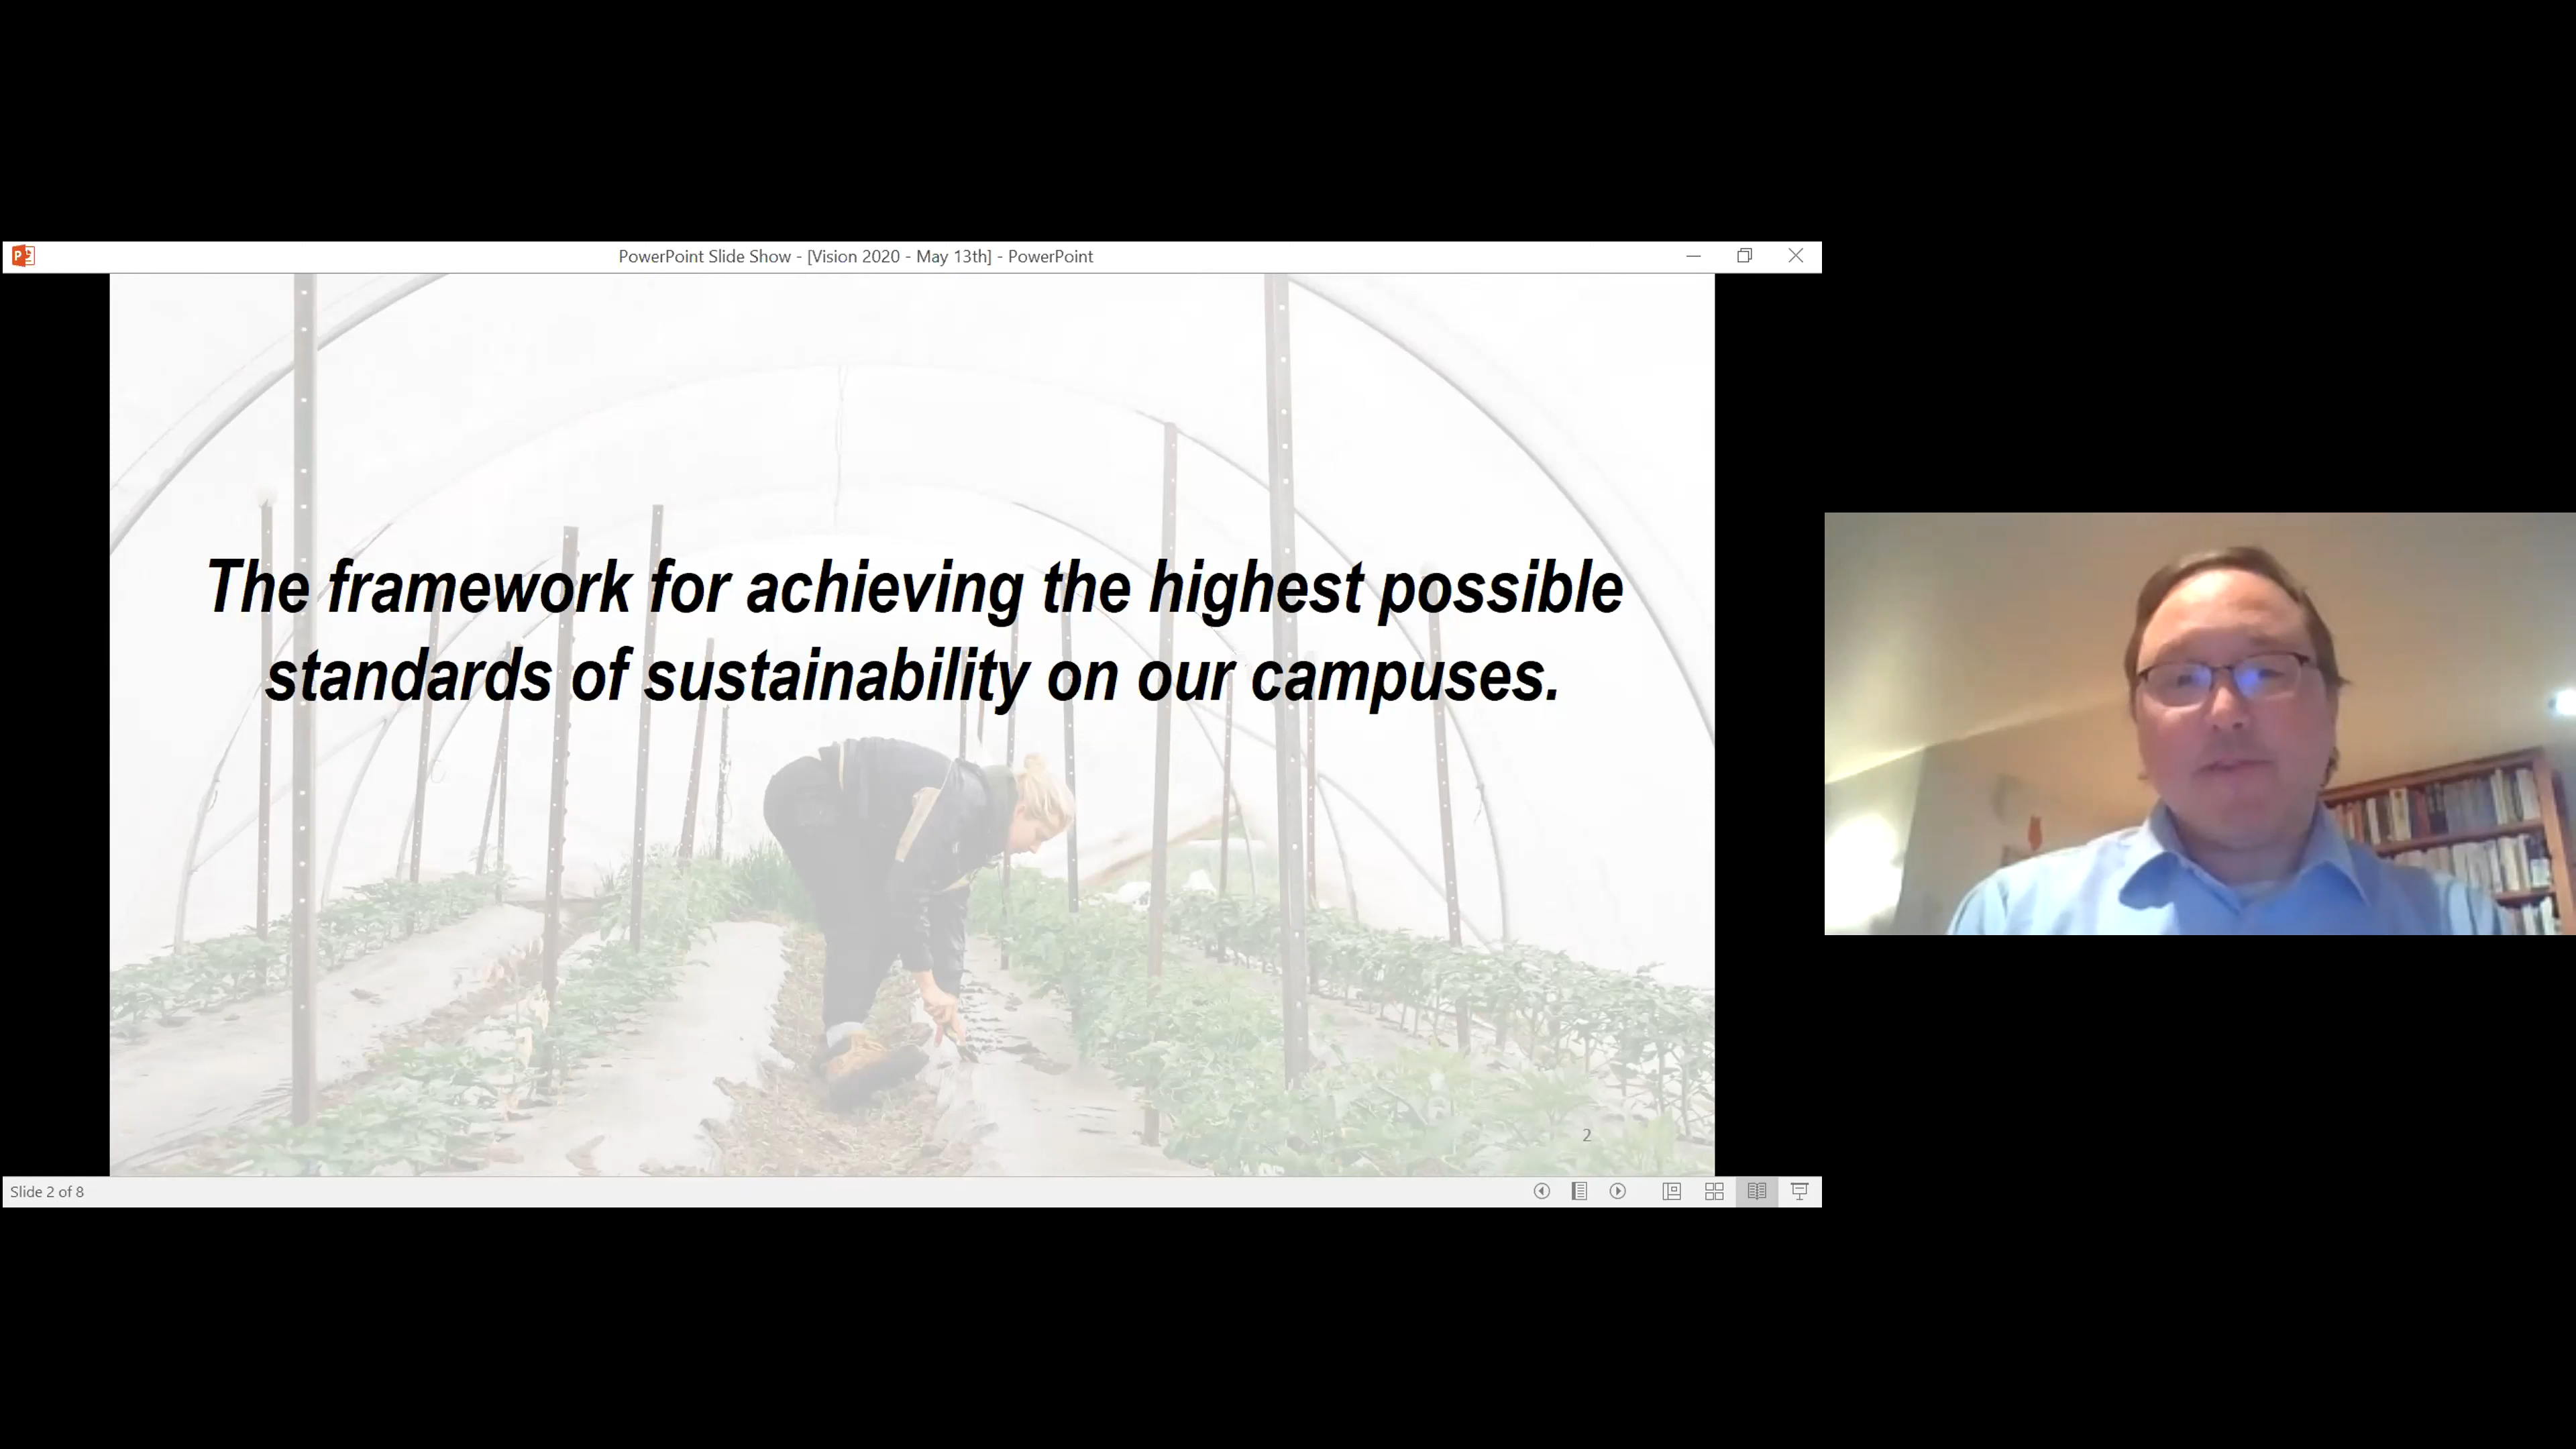 PowerPoint Slide Show - [Vision 2020 - May 13th] - PowerPoint
The framework for achieving the highest possible
standards of sustainability on our campuses.
2
Slide 2 of 8